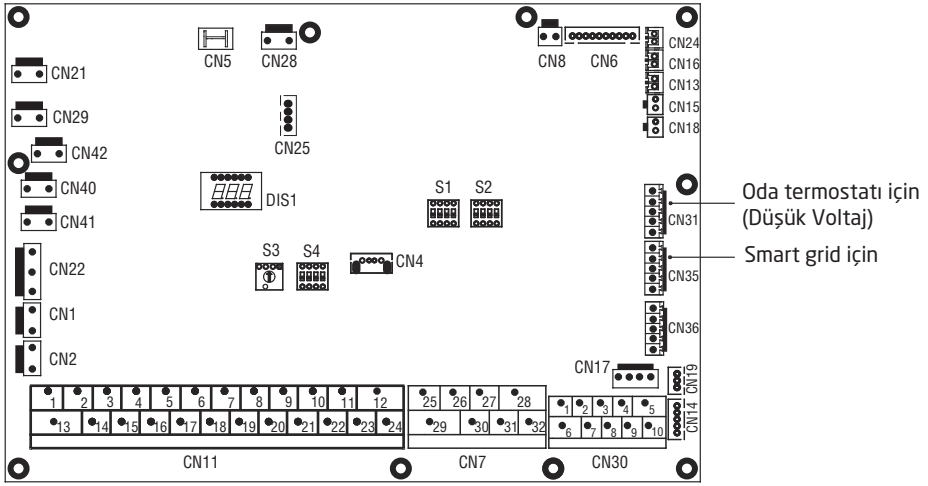 CN5
CN28
CN8
CN6
CN24
CN16
CN13
CN15
CN18
CN21
CN29
CN42
CN40
CN41
CN25
DIS1
S1 S2
S3 S4
CN4
CN22
CN1
CN2
CN31
CN35
CN36
Oda termostatı için
(Düşük Voltaj)
Smart grid için
CN17
CN19
CN14
1 2 3 4 5 6 7 8 9 10 11 12
13 14 15 16 17 18 19 20 21 22 23 24
CN11
25 26 27 28
29 30 31 32
CN7
1 2 3 4 5
6 7 8 9 10
CN30